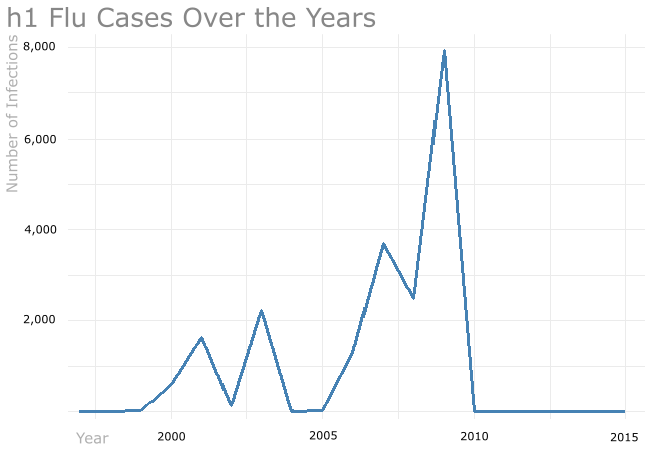 h1 Flu Cases Over the Years
Number of Infections
8,000
6,000
4,000
2,000
Year
2000
2005
2010
2015